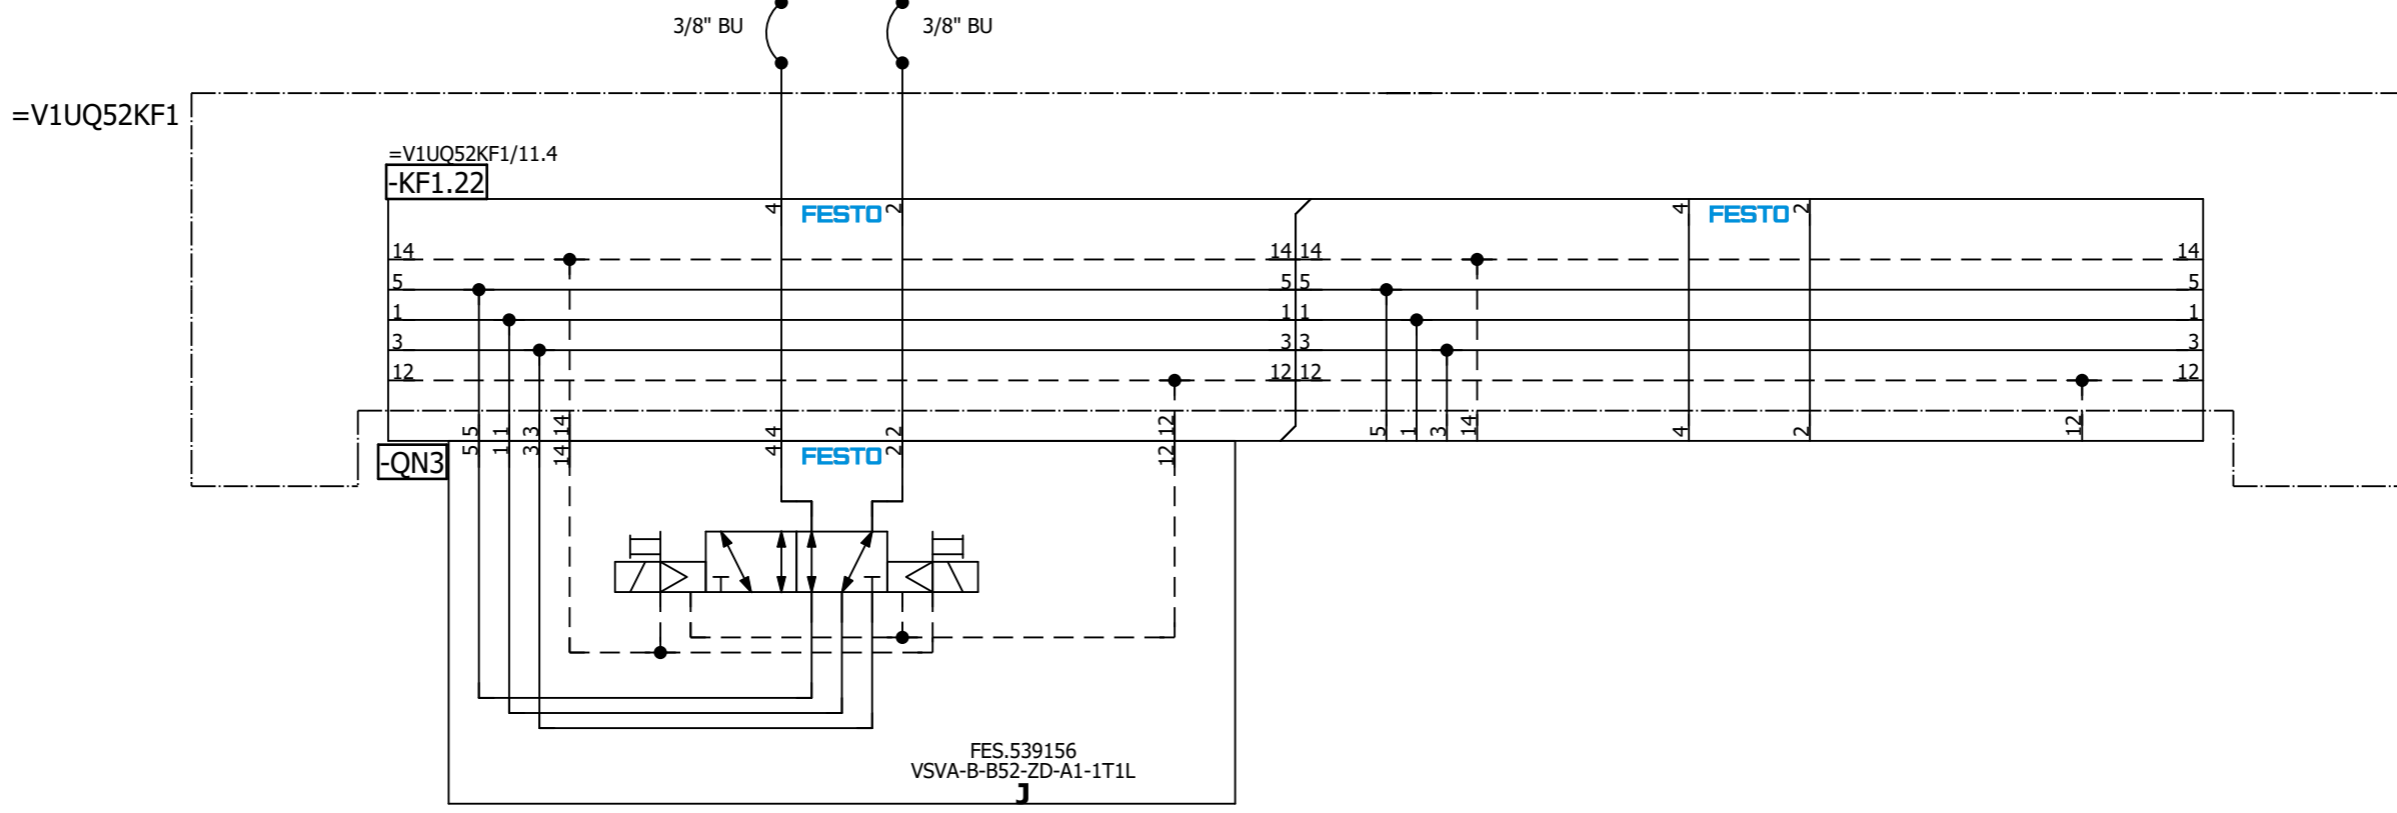 3/8" BU 3/8" BU
=V1UQ52KF1
=V1UQ52KF1/11.4
-KF1.22
4 FESTO 2 4 FESTO 2
14 14 14 14
5 5 5 5
1 1 1 1
3 3 3 3
12 12 12 12
5 1 3 14 4 2 12 5 1 3 14 4 2 12
-QN3
5 1 3 14 4 FESTO 2 12
FES.539156
VSVA-B-B52-ZD-A1-1T1L
J